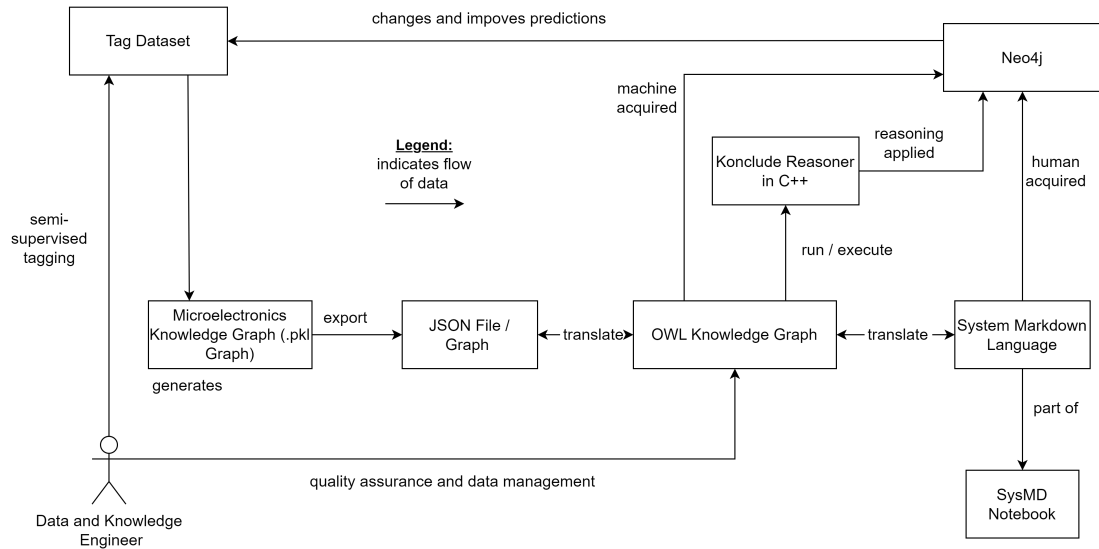 changes and impoves predictions
Tag Dataset
Neo4j
machine
acquired
Legend:
indicates flow
of data
Konclude Reasoner
in C++
reasoning
applied
human
acquired
semi-
supervised
tagging
run / execute
Microelectronics
Knowledge Graph (.pkl
Graph)
export
JSON File /
Graph
translate
OWL Knowledge Graph
translate
System Markdown
Language
generates
part of
quality assurance and data management
SysMD
Notebook
Data and Knowledge
Engineer